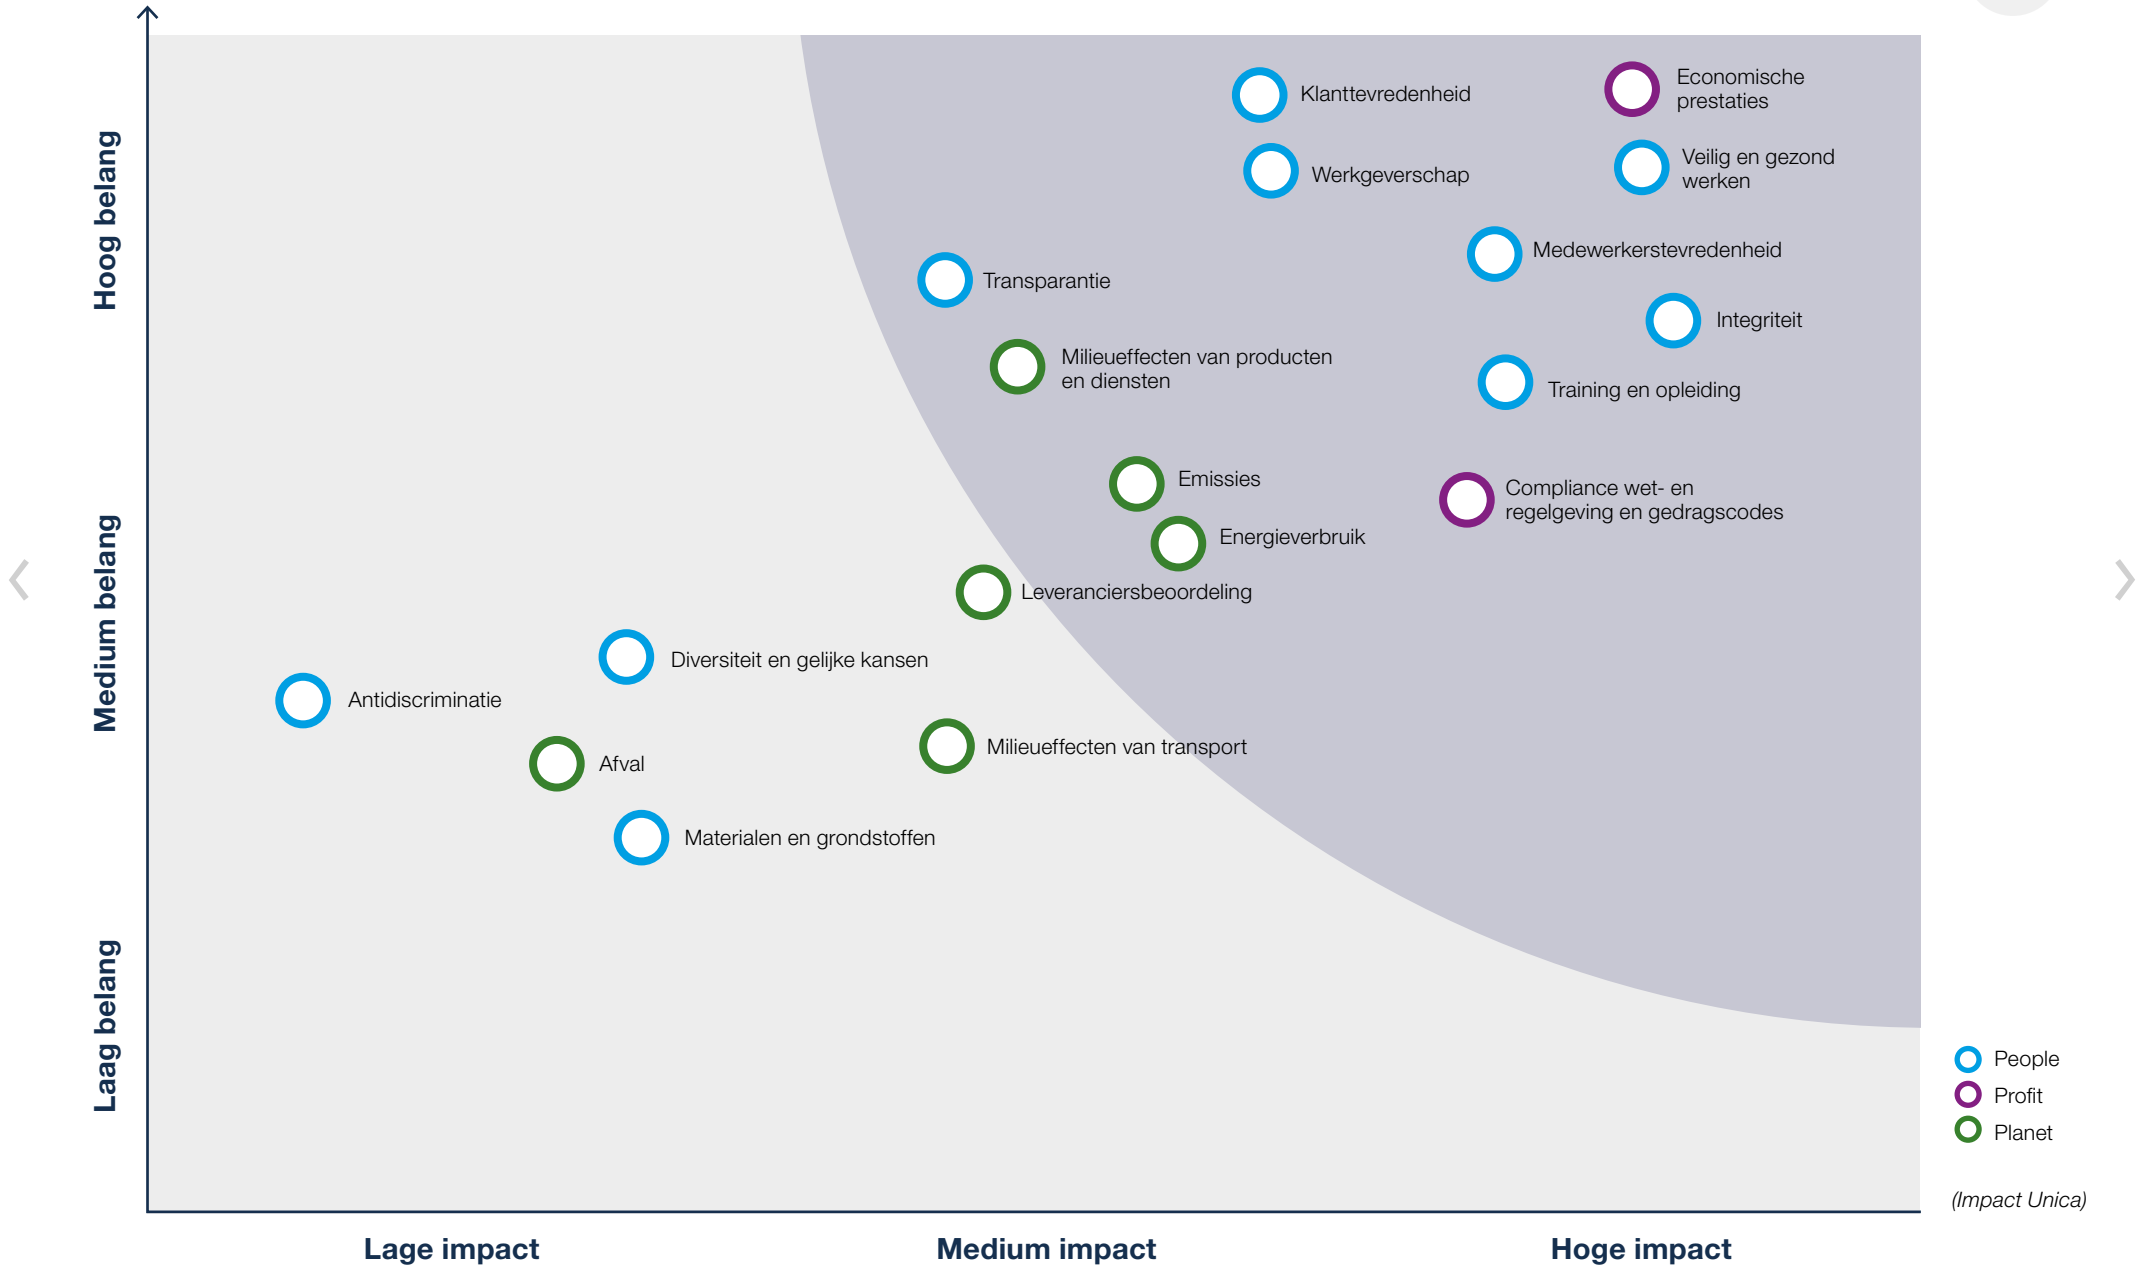 Hoog belang
Medium belang
Laag belang
Klanttevredenheid
Economische
prestaties
Werkgeverschap
Veilig en gezond
werken
Medewerkerstevredenheid
Transparantie
Integriteit
Milieueffecten van producten
en diensten
Training en opleiding
Emissies
Compliance wet- en
regelgeving en gedragscodes
Energieverbruik
Leveranciersbeoordeling
Diversiteit en gelijke kansen
Antidiscriminatie
Milieueffecten van transport
Afval
Materialen en grondstoffen
People
Profit
Planet
(Impact Unica)
Lage impact
Medium impact
Hoge impact